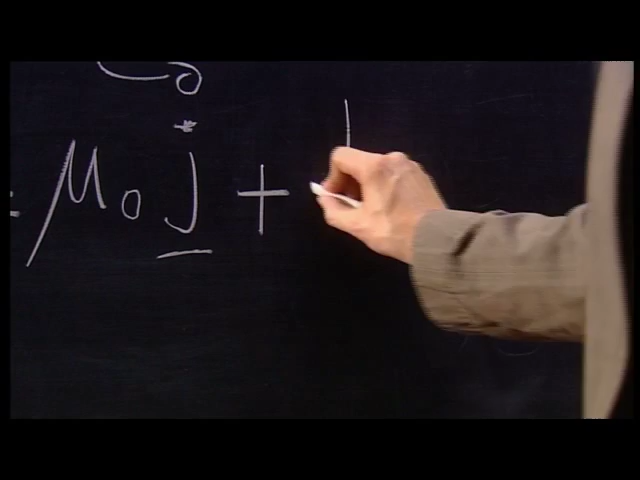 = μ₀ j +